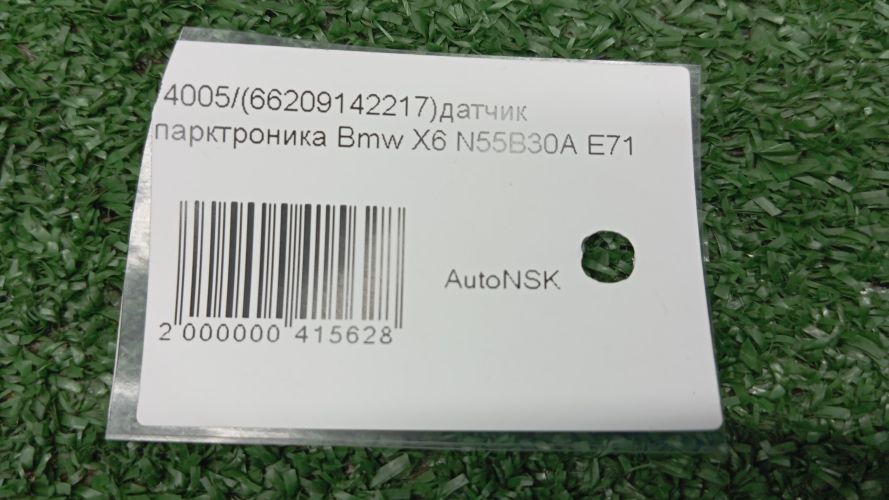 4005/(66209142217)датчик
парктроника Bmw X6 N55B30A E71
AutoNSK
2 000000 415628